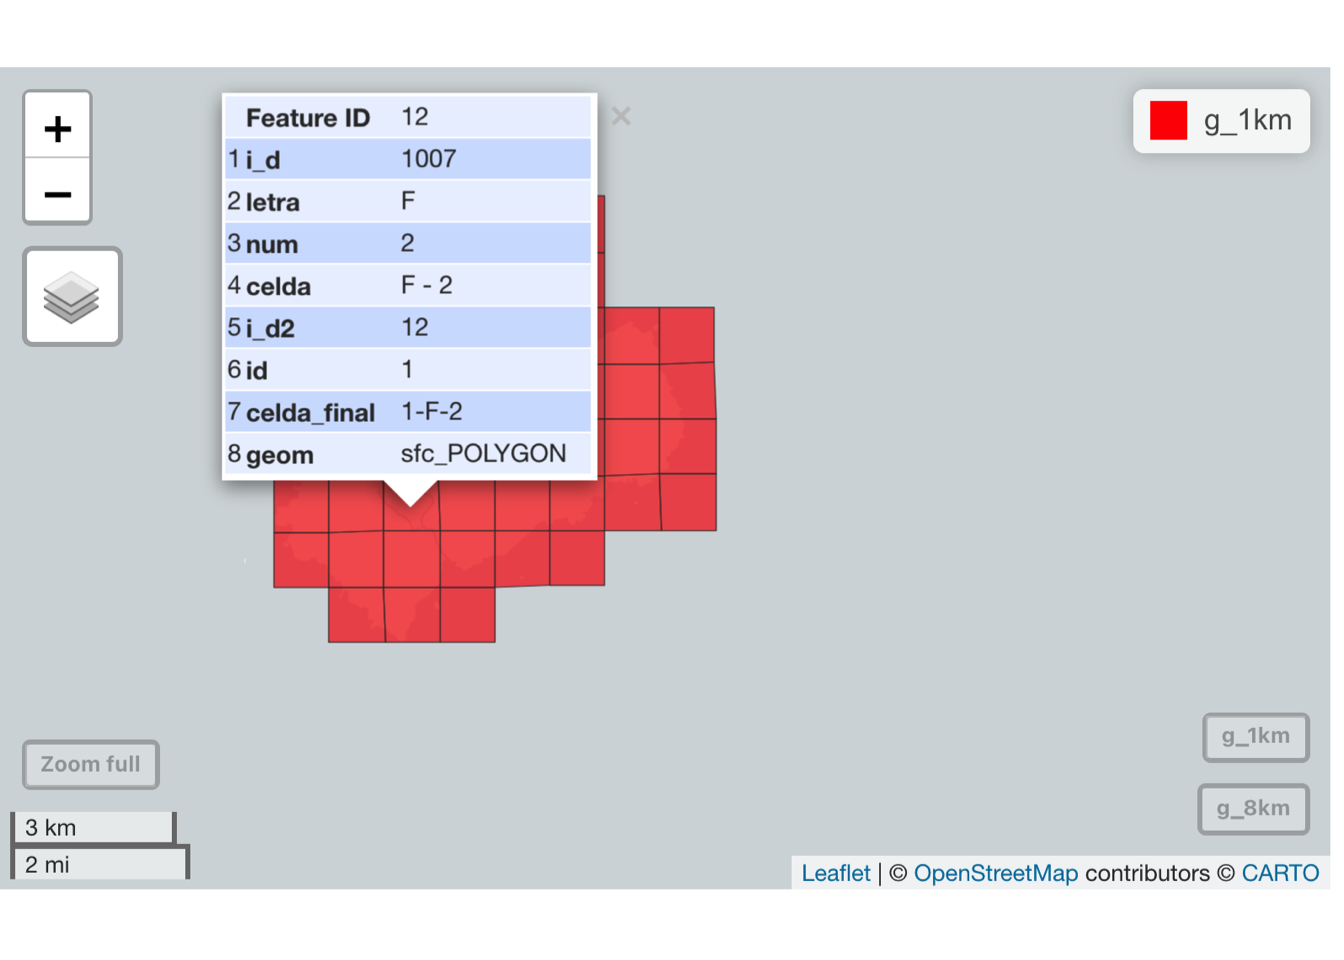 +
−
Feature ID 12
1 i_d 1007
2 letra F
3 num 2
4 celda F - 2
5 i_d2 12
6 id 1
7 celda_final 1-F-2
8 geom sfc_POLYGON
×
g_1km
Zoom full
3 km
2 mi
g_1km
g_8km
Leaflet | © OpenStreetMap contributors © CARTO